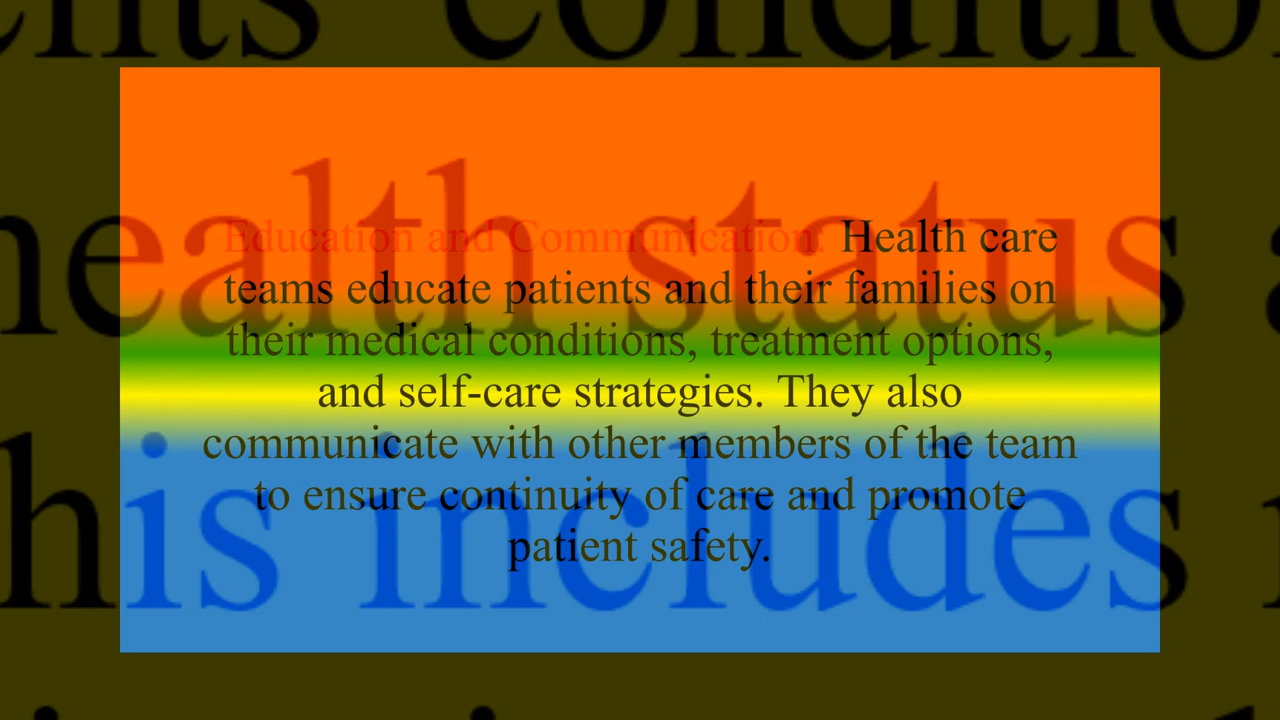 ents conditio
health status a
his includes
Education and Communication: Health care
teams educate patients and their families on
their medical conditions, treatment options,
and self-care strategies. They also
communicate with other members of the team
to ensure continuity of care and promote
patient safety.